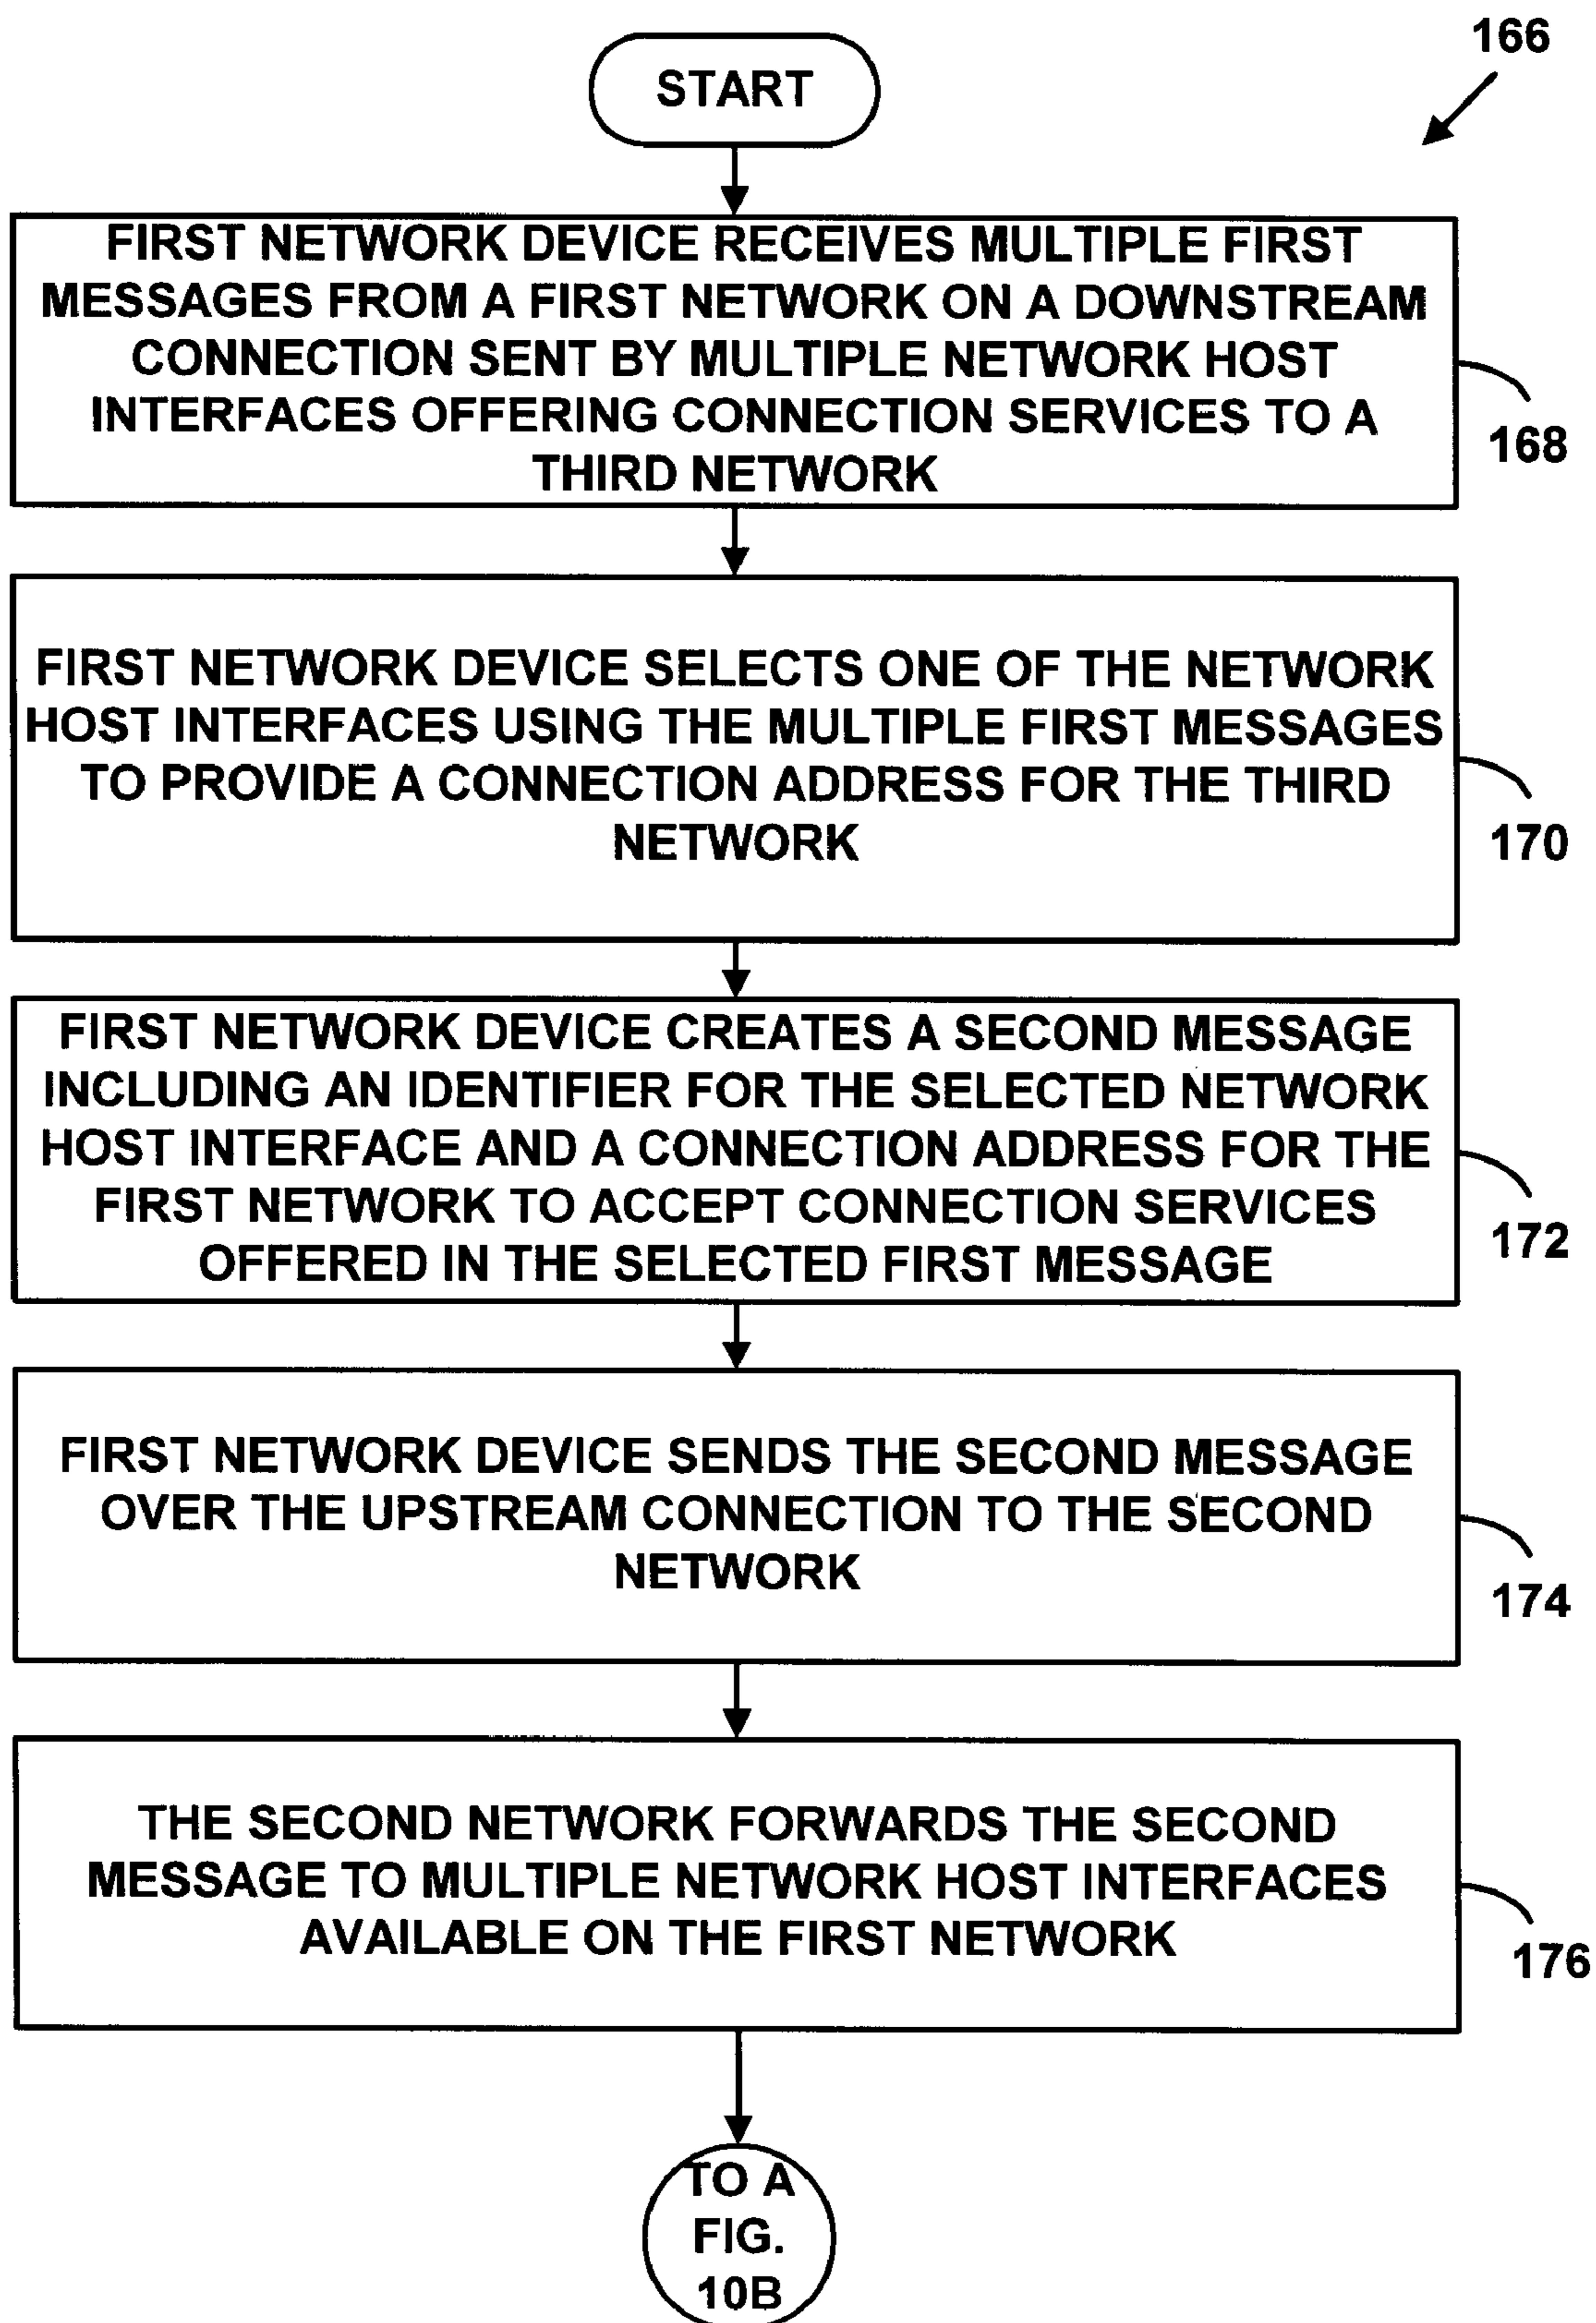 166
START
FIRST NETWORK DEVICE RECEIVES MULTIPLE FIRST
MESSAGES FROM A FIRST NETWORK ON A DOWNSTREAM
CONNECTION SENT BY MULTIPLE NETWORK HOST
INTERFACES OFFERING CONNECTION SERVICES TO A
THIRD NETWORK
168
FIRST NETWORK DEVICE SELECTS ONE OF THE NETWORK
HOST INTERFACES USING THE MULTIPLE FIRST MESSAGES
TO PROVIDE A CONNECTION ADDRESS FOR THE THIRD
NETWORK
170
FIRST NETWORK DEVICE CREATES A SECOND MESSAGE
INCLUDING AN IDENTIFIER FOR THE SELECTED NETWORK
HOST INTERFACE AND A CONNECTION ADDRESS FOR THE
FIRST NETWORK TO ACCEPT CONNECTION SERVICES
OFFERED IN THE SELECTED FIRST MESSAGE
172
FIRST NETWORK DEVICE SENDS THE SECOND MESSAGE
OVER THE UPSTREAM CONNECTION TO THE SECOND
NETWORK
174
THE SECOND NETWORK FORWARDS THE SECOND
MESSAGE TO MULTIPLE NETWORK HOST INTERFACES
AVAILABLE ON THE FIRST NETWORK
176
TO A
FIG.
10B